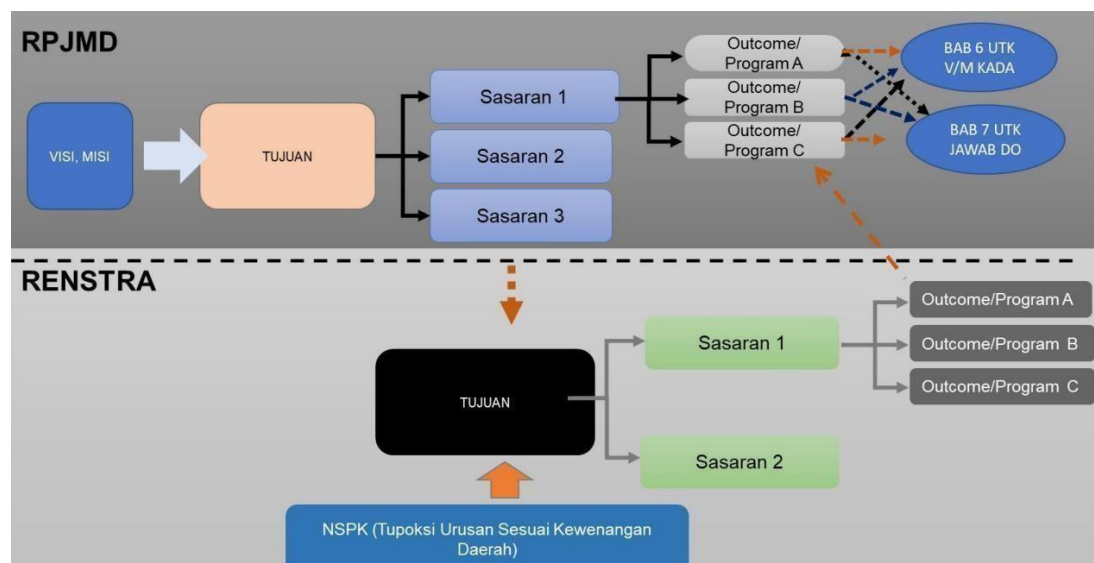 RPJMD
VISI, MISI
TUJUAN
Sasaran 1
Sasaran 2
Sasaran 3
Outcome/
Program A
Outcome/
Program B
Outcome/
Program C
BAB 6 UTK
V/M KADA
BAB 7 UTK
JAWAB DO
RENSTRA
TUJUAN
Sasaran 1
Sasaran 2
Outcome/Program A
Outcome/Program B
Outcome/Program C
NSPK (Tupoksi Urusan Sesuai Kewenangan
Daerah)